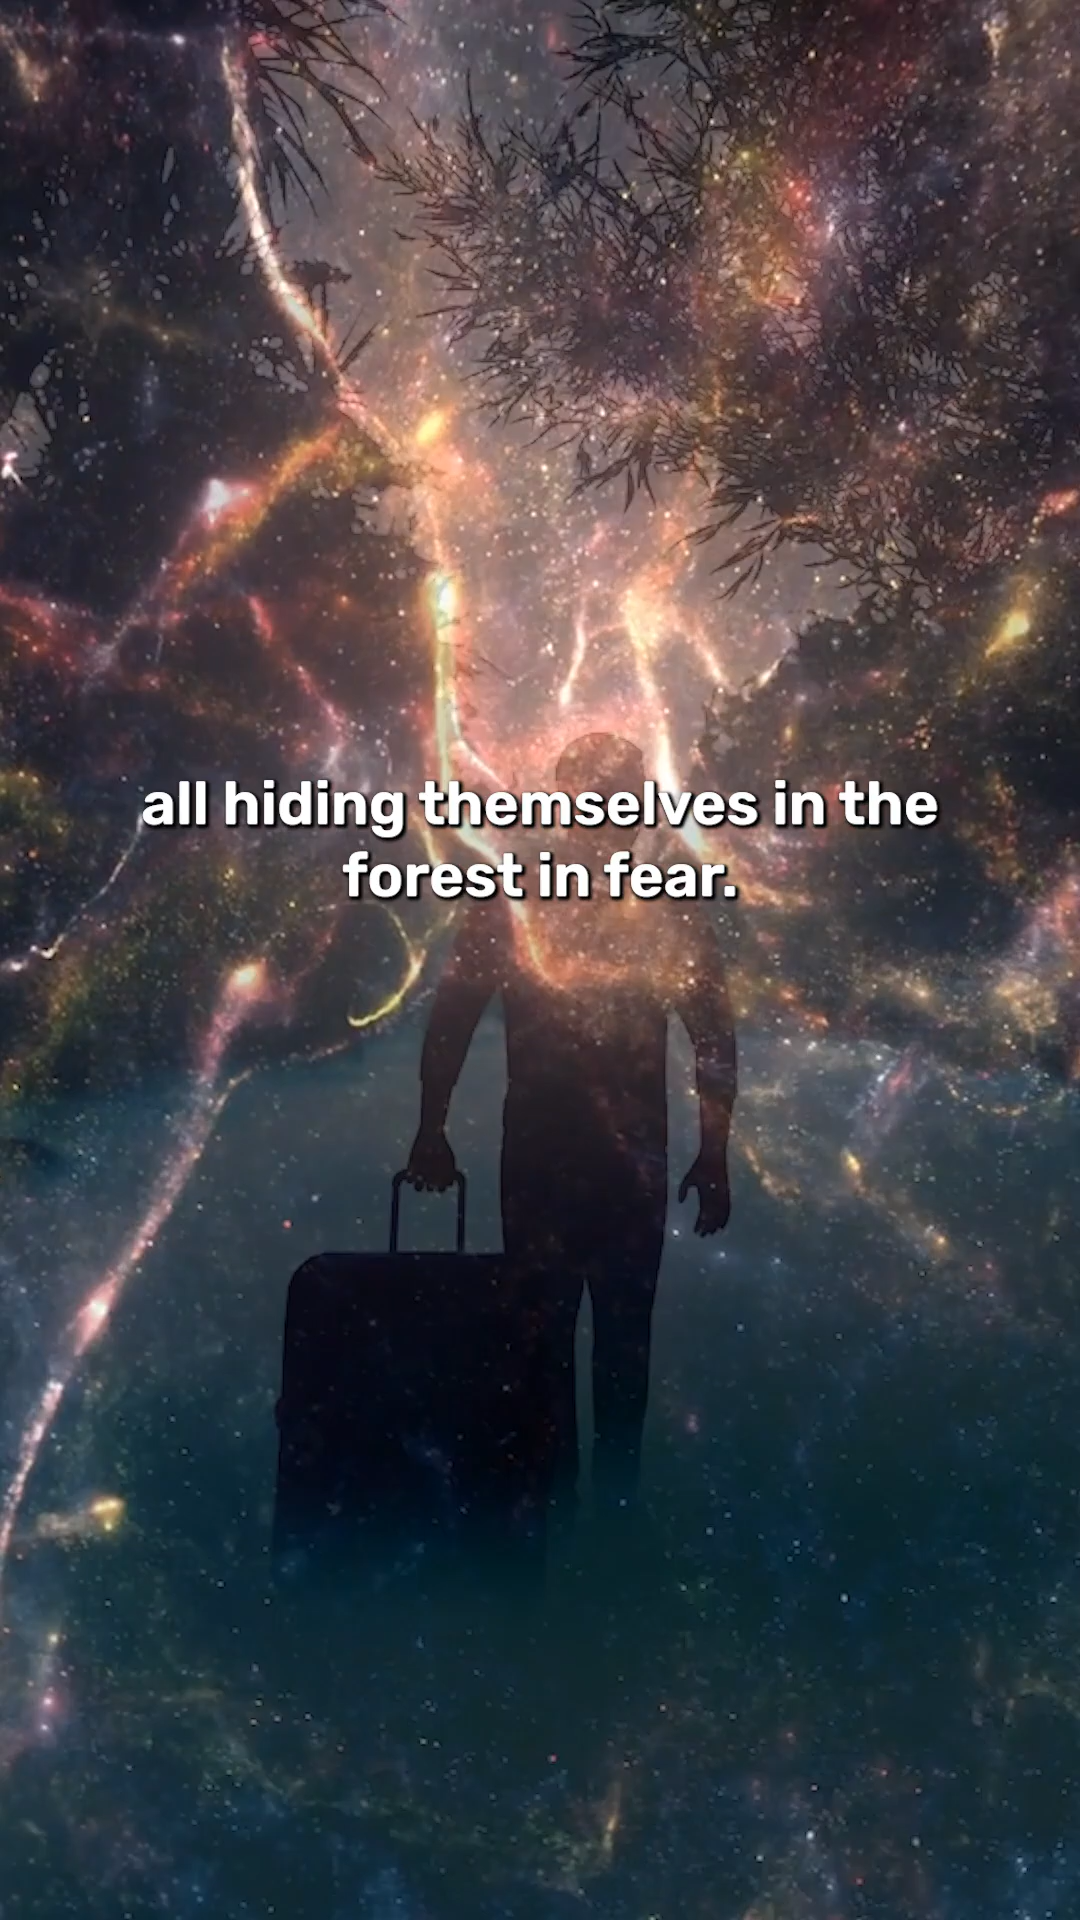 all hiding themselves in the
forest in fear.